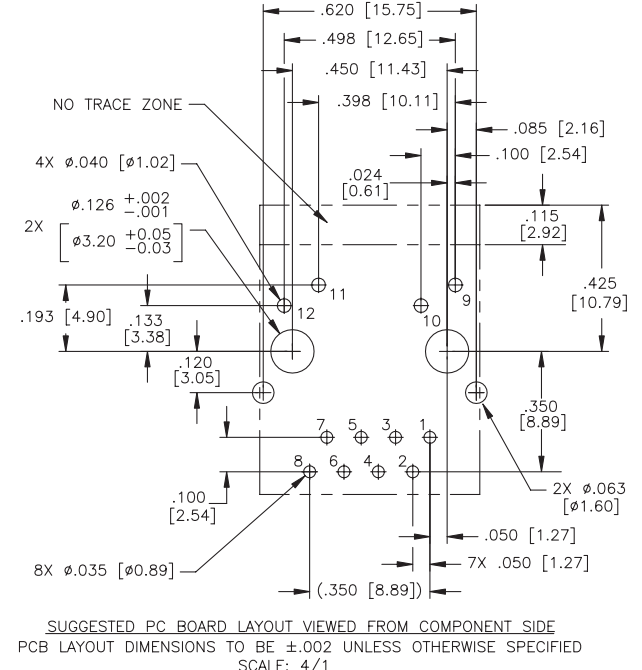 .620 [15.75]
.498 [12.65]
.450 [11.43]
NO TRACE ZONE
.398 [10.11]
.085 [2.16]
4X ø.040 [ø1.02]
.100 [2.54]
.024
[0.61]
ø.126 +.002
-.001
2X
ø3.20 +0.05
-0.03
.115
[2.92]
11
9
.425
[10.79]
12
10
.193 [4.90]
.133
[3.38]
.120
[3.05]
.350
[8.89]
7 5 3 1
8 6 4 2
.100
[2.54]
2X ø.063
[ø1.60]
.050 [1.27]
8X ø.035 [ø0.89]
7X .050 [1.27]
(.350 [8.89])
SUGGESTED PC BOARD LAYOUT VIEWED FROM COMPONENT SIDE
PCB LAYOUT DIMENSIONS TO BE ±.002 UNLESS OTHERWISE SPECIFIED
SCALE: 4/1